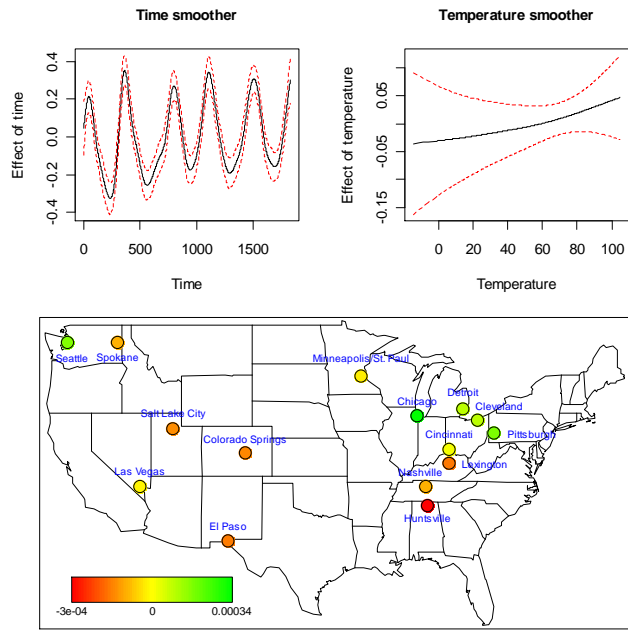 Time smoother
Temperature smoother
Effect of time
0.4
0.2
0.0
-0.2
-0.4
0
500
1000
1500
Time
Effect of temperature
0.05
-0.05
-0.15
0
20
40
60
80
100
Temperature
Seattle
Spokane
Minneapolis/St. Paul
Detroit
Chicago
Cleveland
Salt Lake City
Pittsburgh
Cincinnati
Colorado Springs
Lexington
Las Vegas
Nashville
Huntsville
El Paso
-3e-04
0
0.00034